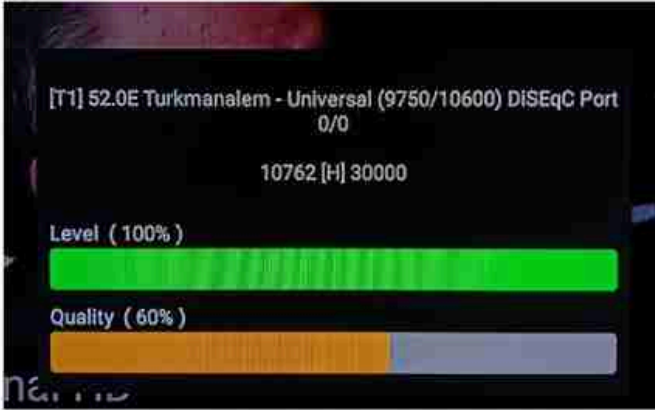 [T1] 52.0E Turkmanalem - Universal (9750/10600) DiSEqC Port
0/0
10762 [H] 30000
Level ( 100% )
Quality ( 60% )